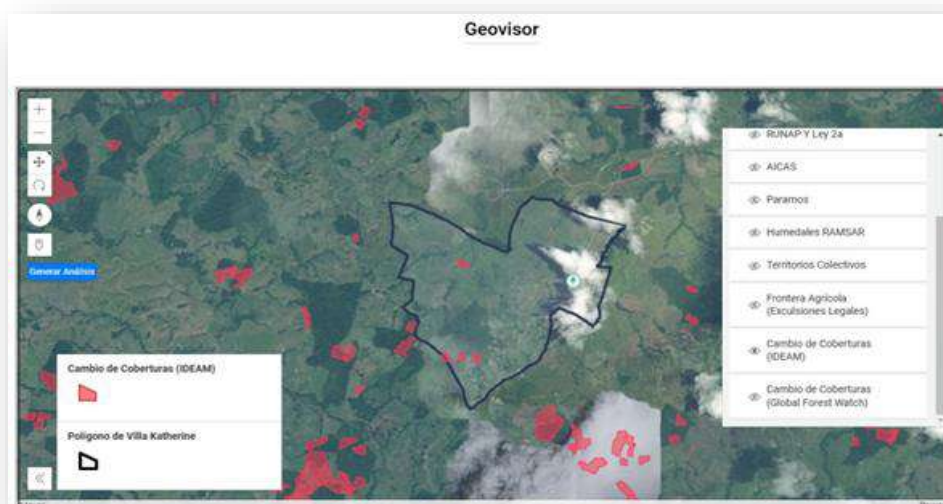 Geovisor
RUNAP Y Ley 2a
AICAS
Paramos
Humedales RAMSAR
Territorios Colectivos
Frontera Agrícola
(Exculsiones Legales)
Cambio de Coberturas
(IDEAM)
Cambio de Coberturas
(Global Forest Watch)
Generar Análisis
Cambio de Coberturas (IDEAM)
Polígono de Villa Katherine